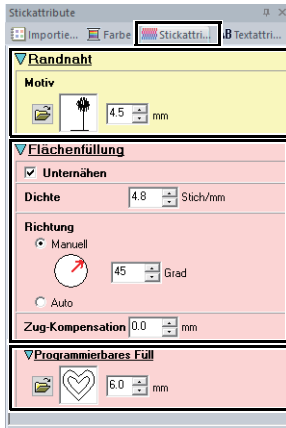 Stickattribute
Importie... Farbe Stickattri... AB Textattri...
Randnaht
Motiv
4.5 mm
Flächenfüllung
Unternähen
Dichte 4.8 Stich/mm
Richtung
Manuell
45 Grad
Auto
Zug-Kompensation 0.0 mm
Programmierbares Füll
6.0 mm